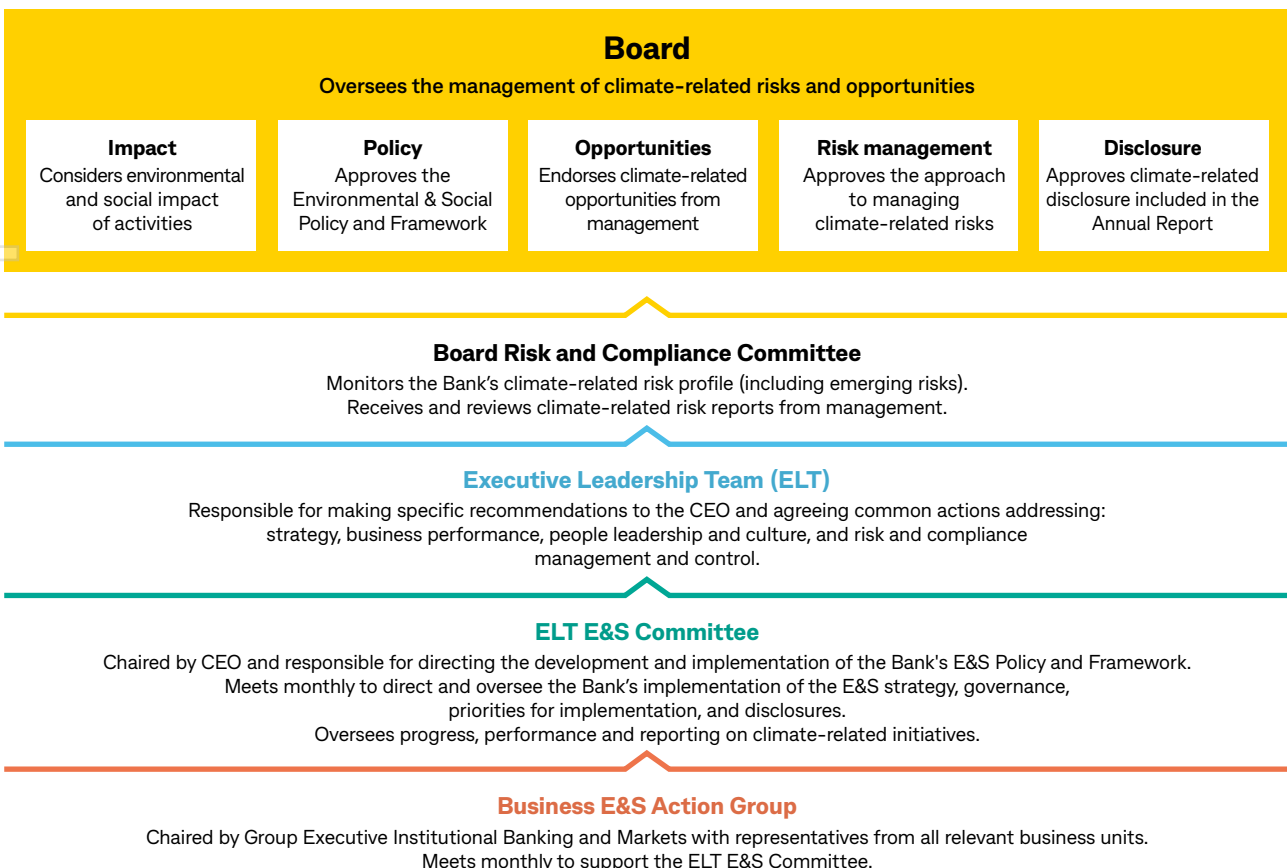 Board
Oversees the management of climate-related risks and opportunities
Impact
Considers environmental
and social impact
of activities
Policy
Approves the
Environmental & Social
Policy and Framework
Opportunities
Endorses climate-related
opportunities from
management
Risk management
Approves the approach
to managing
climate-related risks
Disclosure
Approves climate-related
disclosure included in the
Annual Report
Board Risk and Compliance Committee
Monitors the Bank's climate-related risk profile (including emerging risks).
Receives and reviews climate-related risk reports from management.
Executive Leadership Team (ELT)
Responsible for making specific recommendations to the CEO and agreeing common actions addressing:
strategy, business performance, people leadership and culture, and risk and compliance
management and control.
ELT E&S Committee
Chaired by CEO and responsible for directing the development and implementation of the Bank's E&S Policy and Framework.
Meets monthly to direct and oversee the Bank's implementation of the E&S strategy, governance,
priorities for implementation, and disclosures.
Oversees progress, performance and reporting on climate-related initiatives.
Business E&S Action Group
Chaired by Group Executive Institutional Banking and Markets with representatives from all relevant business units.
Meets monthly to support the ELT E&S Committee.